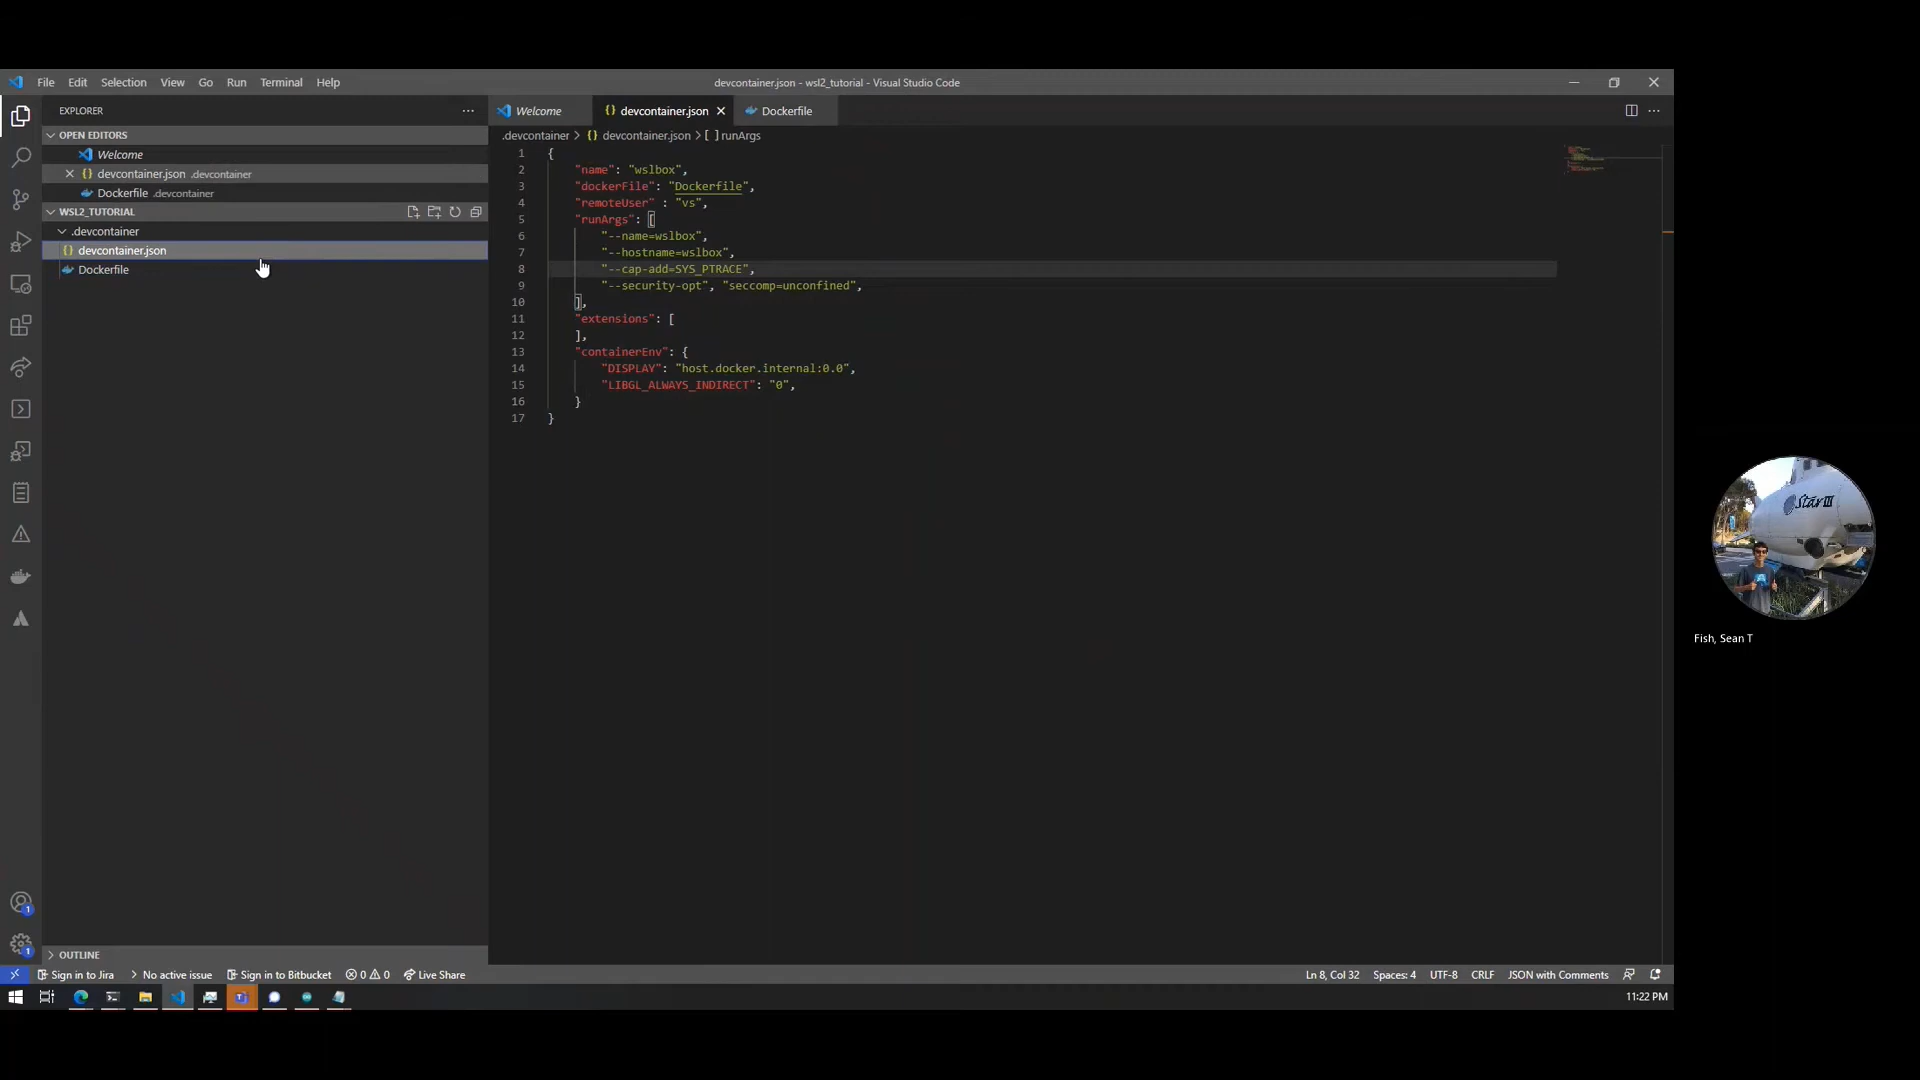 File Edit Selection View Go Run Terminal Help
devcontainer.json - wsl2_tutorial - Visual Studio Code
EXPLORER
OPEN EDITORS
Welcome
devcontainer.json .devcontainer
Dockerfile .devcontainer
WSL2_TUTORIAL
.devcontainer
devcontainer.json
Dockerfile
OUTLINE
Welcome devcontainer.json Dockerfile
.devcontainer > {} devcontainer.json > [ ] runArgs
1 {
2 "name": "wslbox",
3 "dockerFile": "Dockerfile",
4 "remoteUser" : "vs",
5 "runArgs": [
6 "--name=wslbox",
7 "--hostname=wslbox",
8 "--cap-add=SYS_PTRACE",
9 "--security-opt", "seccomp=unconfined",
10 ],
11 "extensions": [
12 ],
13 "containerEnv": {
14 "DISPLAY": "host.docker.internal:0.0",
15 "LIBGL_ALWAYS_INDIRECT": "0",
16 }
17 }
Star III
Fish, Sean T
1
1
Sign in to Jira No active issue Sign in to Bitbucket 0 0 Live Share Ln 8, Col 32 Spaces: 4 UTF-8 CRLF JSON with Comments
11:22 PM